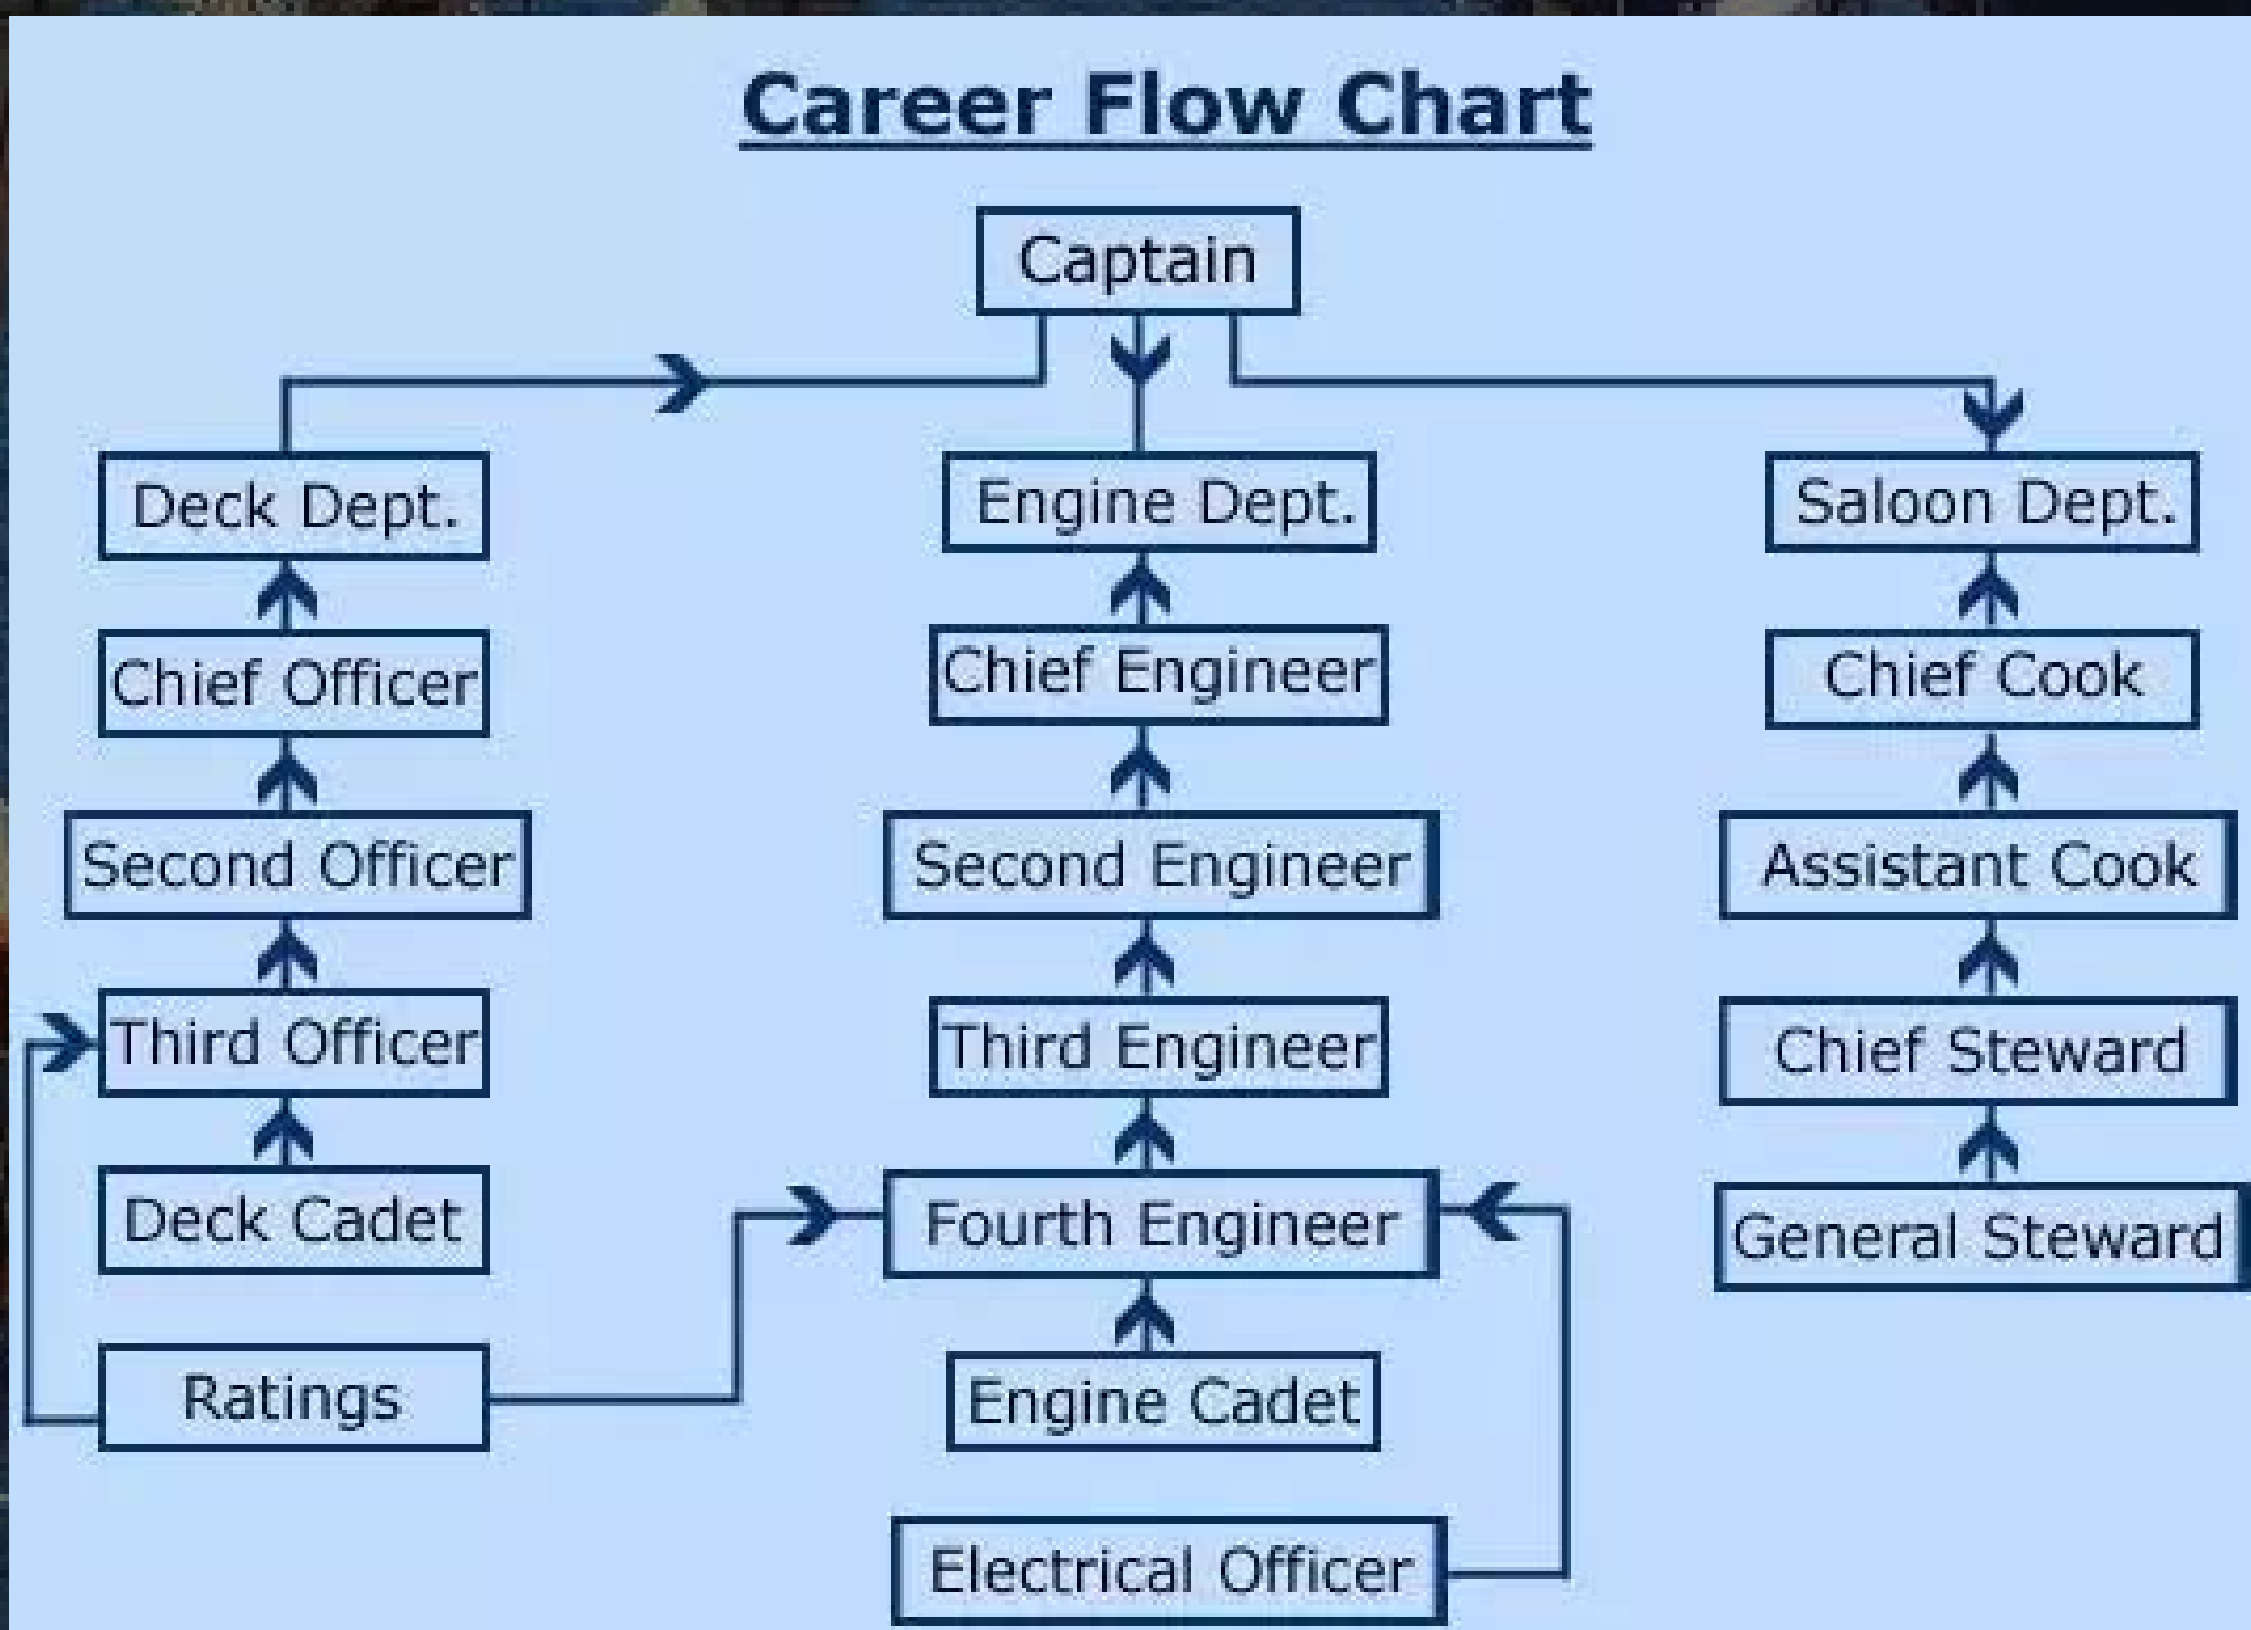 Career Flow Chart
Captain
Deck Dept.
Engine Dept.
Saloon Dept.
Chief Officer
Chief Engineer
Chief Cook
Second Officer
Second Engineer
Assistant Cook
Third Officer
Third Engineer
Chief Steward
Deck Cadet
Fourth Engineer
General Steward
Ratings
Engine Cadet
Electrical Officer